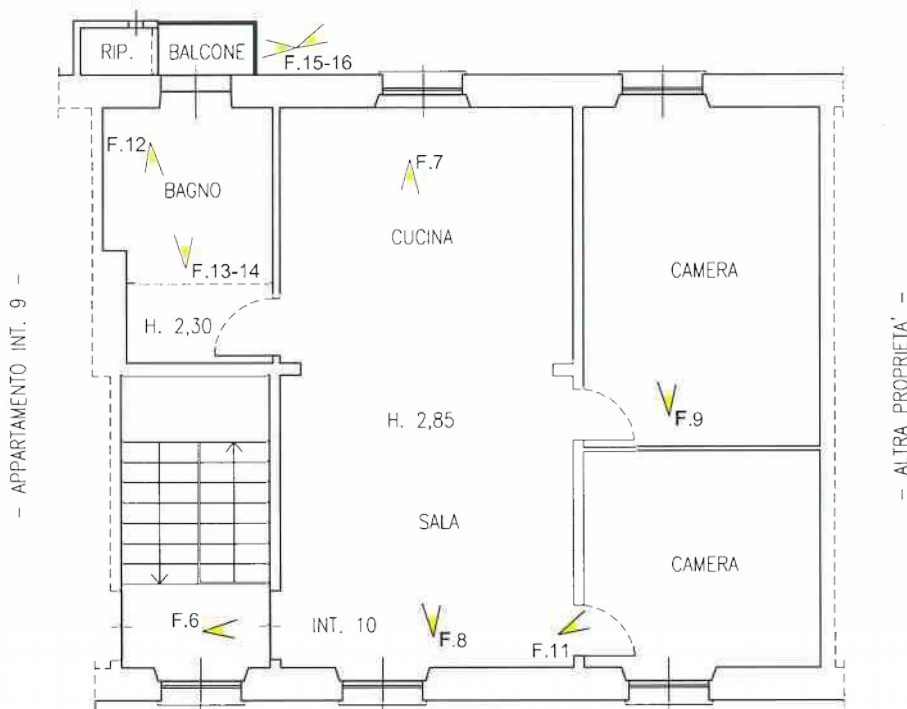 RIP.
BALCONE
F.15-16
F.12
BAGNO
F.7
CUCINA
F.13-14
CAMERA
H. 2,30
- APPARTAMENTO INT. 9 -
- ALTRA PROPRIETA' -
F.9
H. 2,85
SALA
CAMERA
F.6
INT. 10
F.8
F.11